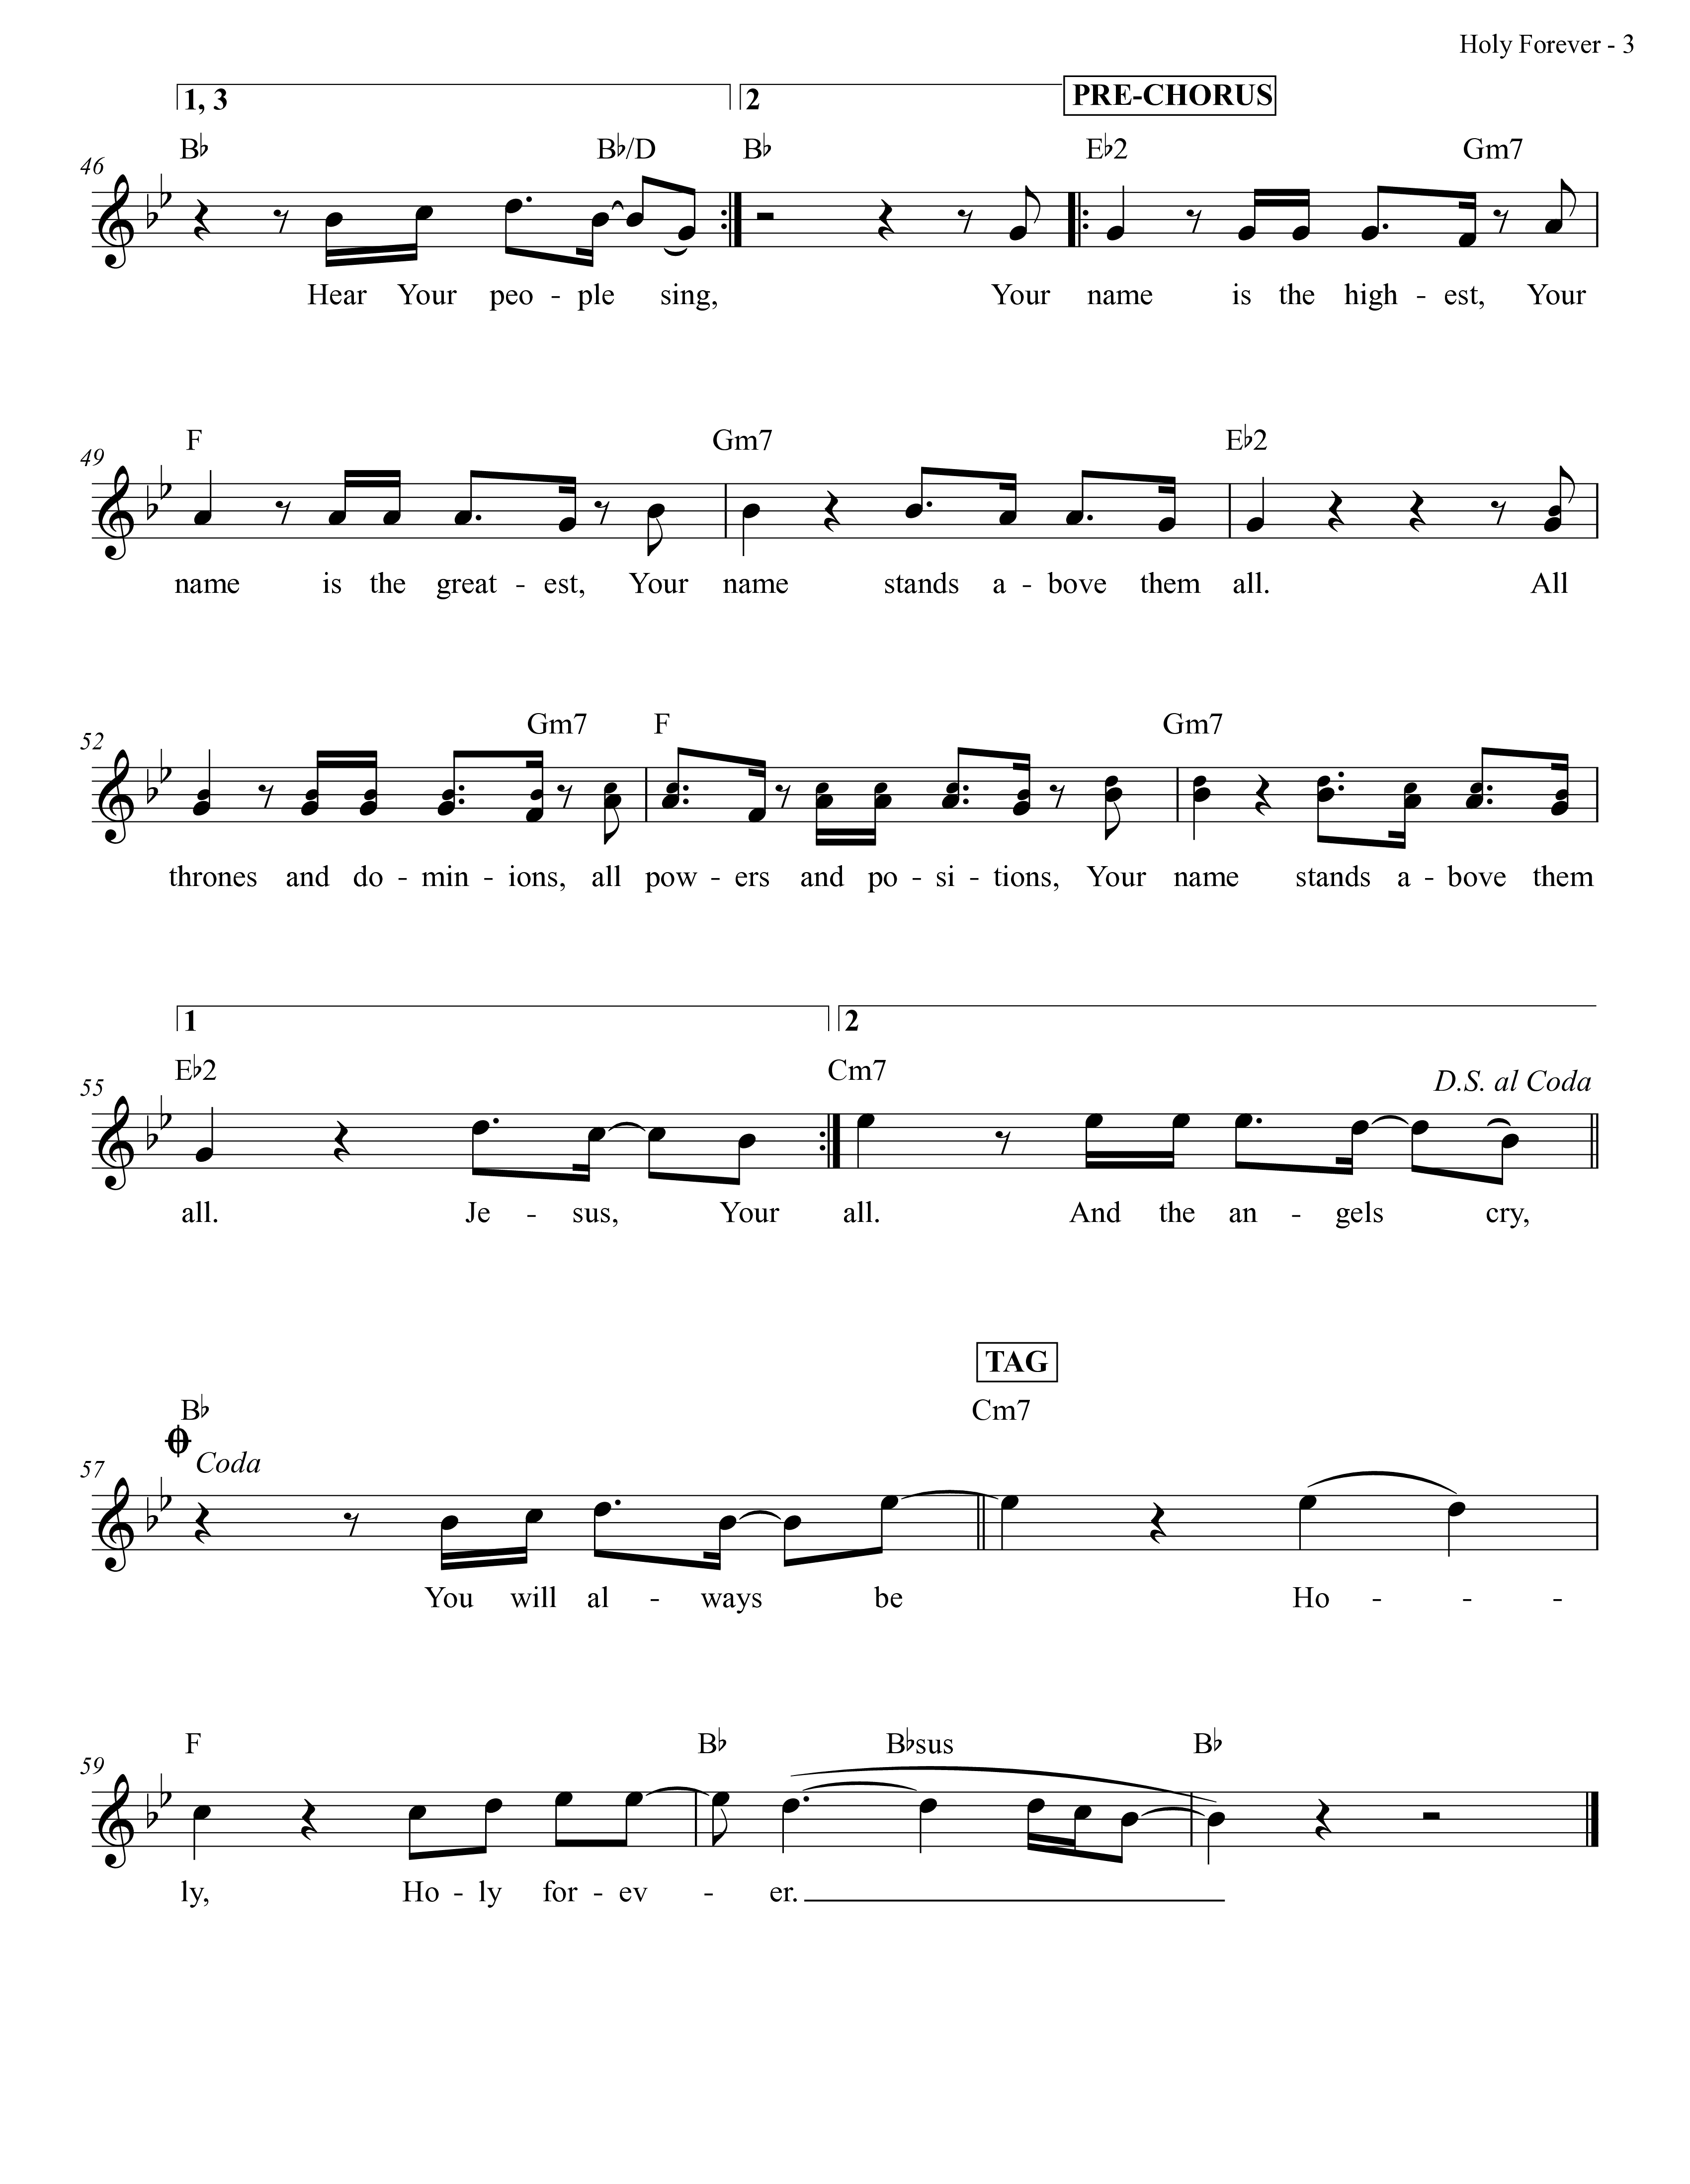 Holy Forever - 3
1, 3 2 PRE-CHORUS
B♭ B♭/D B♭ E♭2 Gm7
46
Hear Your peo - ple sing, Your name is the high - est, Your
F Gm7 E♭2
49
name is the great - est, Your name stands a - bove them all. All
Gm7 F Gm7
52
thrones and do - min - ions, all pow - ers and po - si - tions, Your name stands a - bove them
1 2
E♭2 Cm7 D.S. al Coda
55
all. Je - sus, Your all. And the an - gels cry,
TAG
B♭ Cm7
Coda
57
You will al - ways be Ho - - -
F B♭ B♭sus B♭
59
ly, Ho - ly for - ev - er.